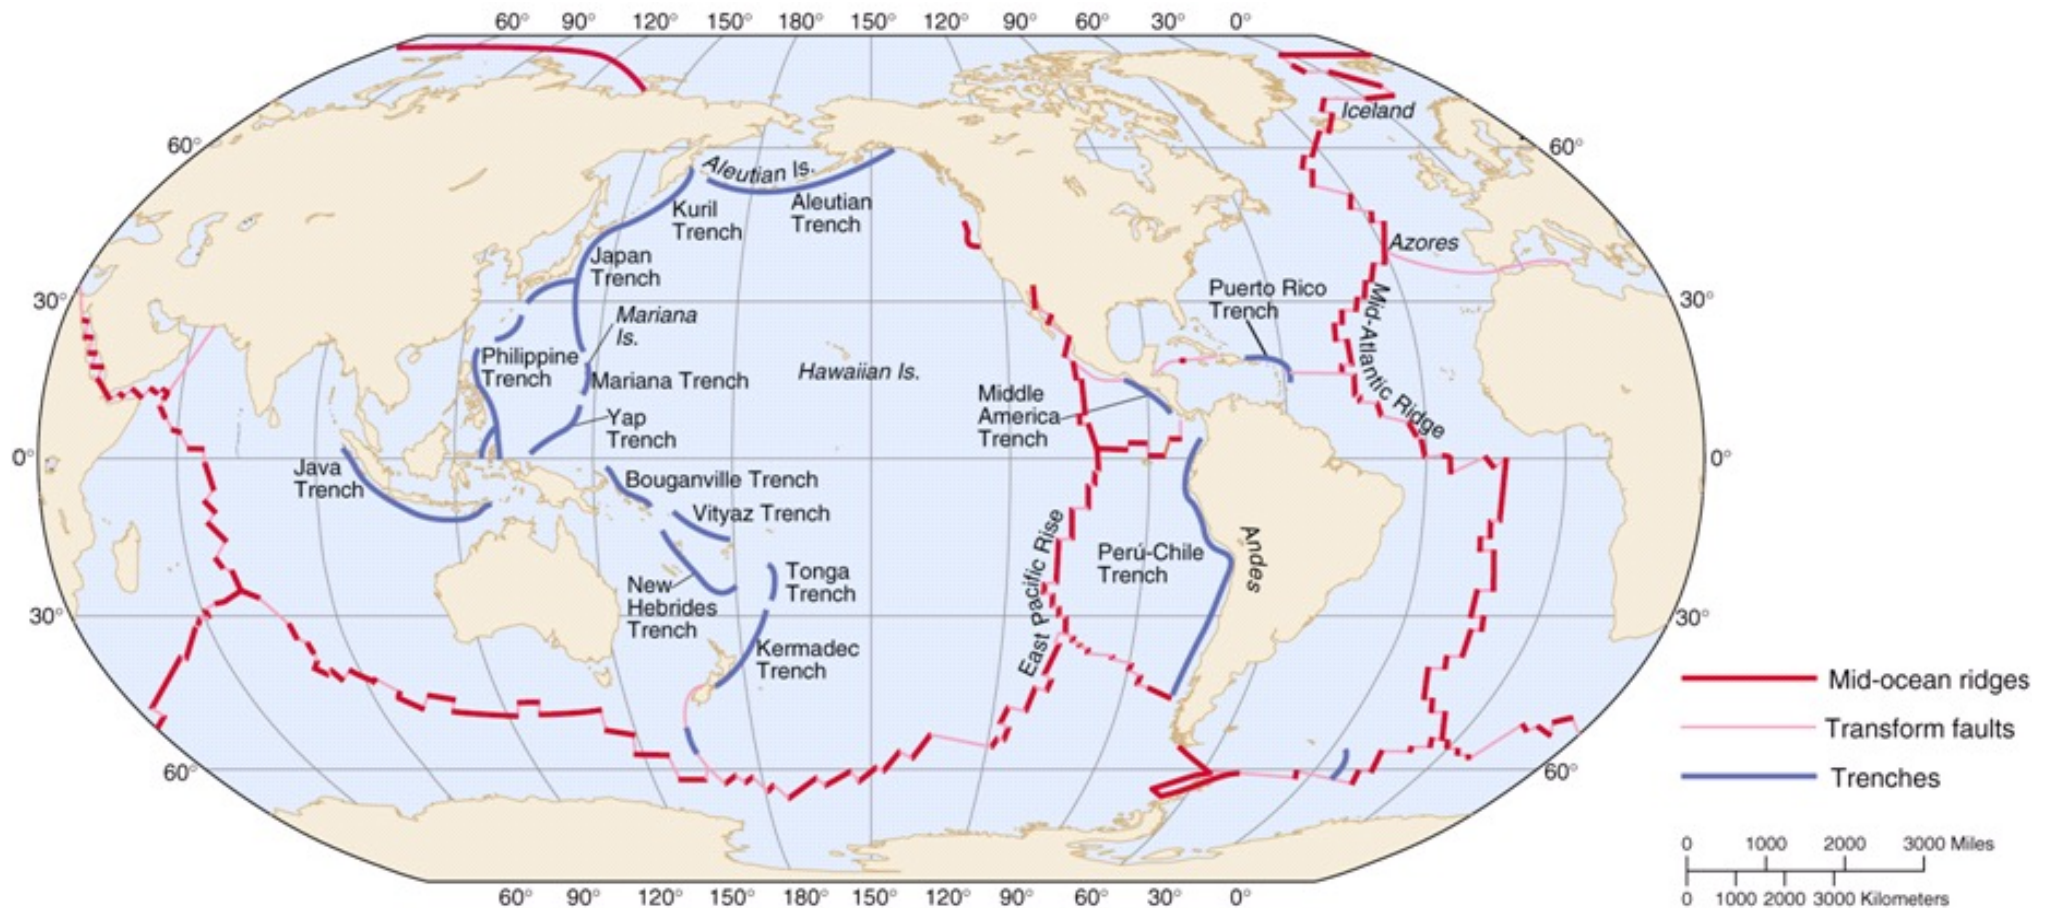 60° 90° 120° 150° 180° 150° 120° 90° 60° 30° 0°
Iceland
60°
60°
Aleutian Is.
Kuril
Trench
Aleutian
Trench
Azores
Japan
Trench
30°
30°
Puerto Rico
Trench
Mariana
Is.
Mid-Atlantic Ridge
Philippine
Trench
Mariana Trench
Hawaiian Is.
Middle
America
Trench
Yap
Trench
0°
0°
Java
Trench
Bouganville Trench
Vityaz Trench
East Pacific Rise
Perú-Chile
Trench
Andes
New
Hebrides
Trench
Tonga
Trench
30°
30°
Kermadec
Trench
Mid-ocean ridges
Transform faults
Trenches
60°
60°
0 1000 2000 3000 Miles
0 1000 2000 3000 Kilometers
60° 90° 120° 150° 180° 150° 120° 90° 60° 30° 0°